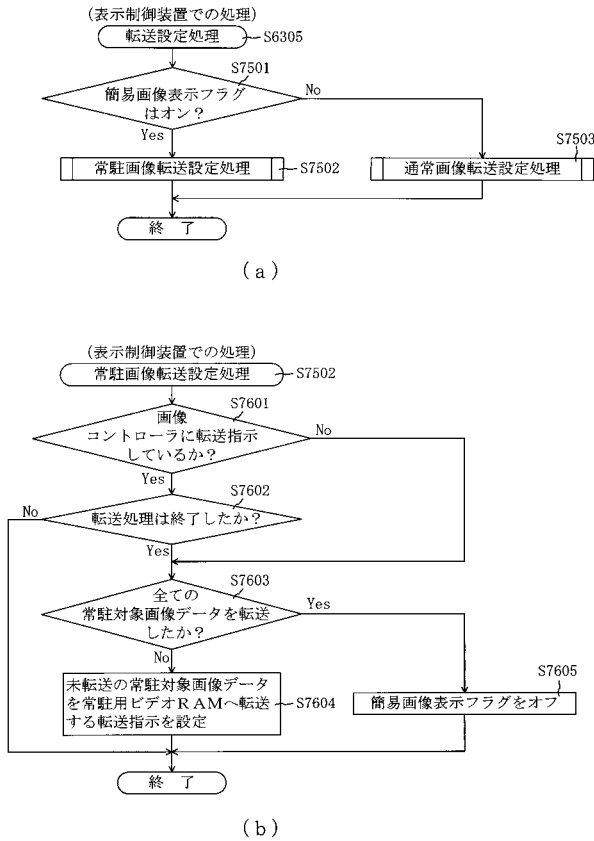 (表示制御装置での処理)
転送設定処理
S6305
S7501
簡易画像表示フラグ
はオン？
No
Yes
S7503
常駐画像転送設定処理
S7502
通常画像転送設定処理
終 了
(a)
(表示制御装置での処理)
常駐画像転送設定処理
S7502
S7601
画像
コントローラに転送指示
しているか？
No
Yes
S7602
No
転送処理は終了したか？
Yes
S7603
全ての
常駐対象画像データを転送
したか？
Yes
No
S7605
未転送の常駐対象画像データ
を常駐用ビデオRAMへ転送
する転送指示を設定
S7604
簡易画像表示フラグをオフ
終 了
(b)